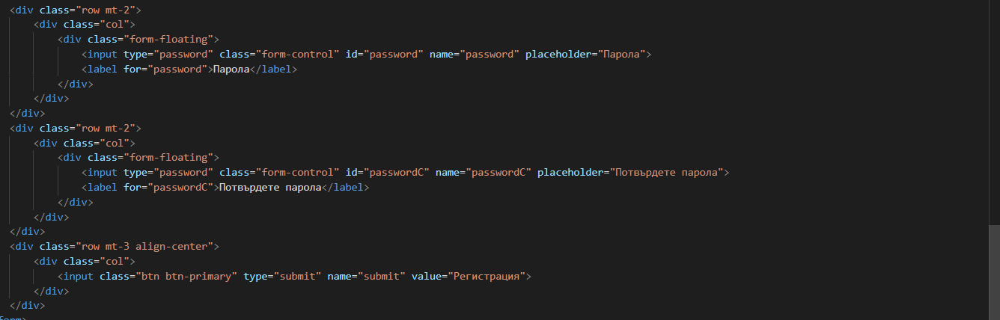 <div class="row mt-2">
<div class="col">
<div class="form-floating">
<input type="password" class="form-control" id="password" name="password" placeholder="Парола">
<label for="password">Парола</label>
</div>
</div>
</div>
<div class="row mt-2">
<div class="col">
<div class="form-floating">
<input type="password" class="form-control" id="passwordC" name="passwordC" placeholder="Потвърдете парола">
<label for="passwordC">Потвърдете парола</label>
</div>
</div>
</div>
<div class="row mt-3 align-center">
<div class="col">
<input class="btn btn-primary" type="submit" name="submit" value="Регистрация">
</div>
</div>